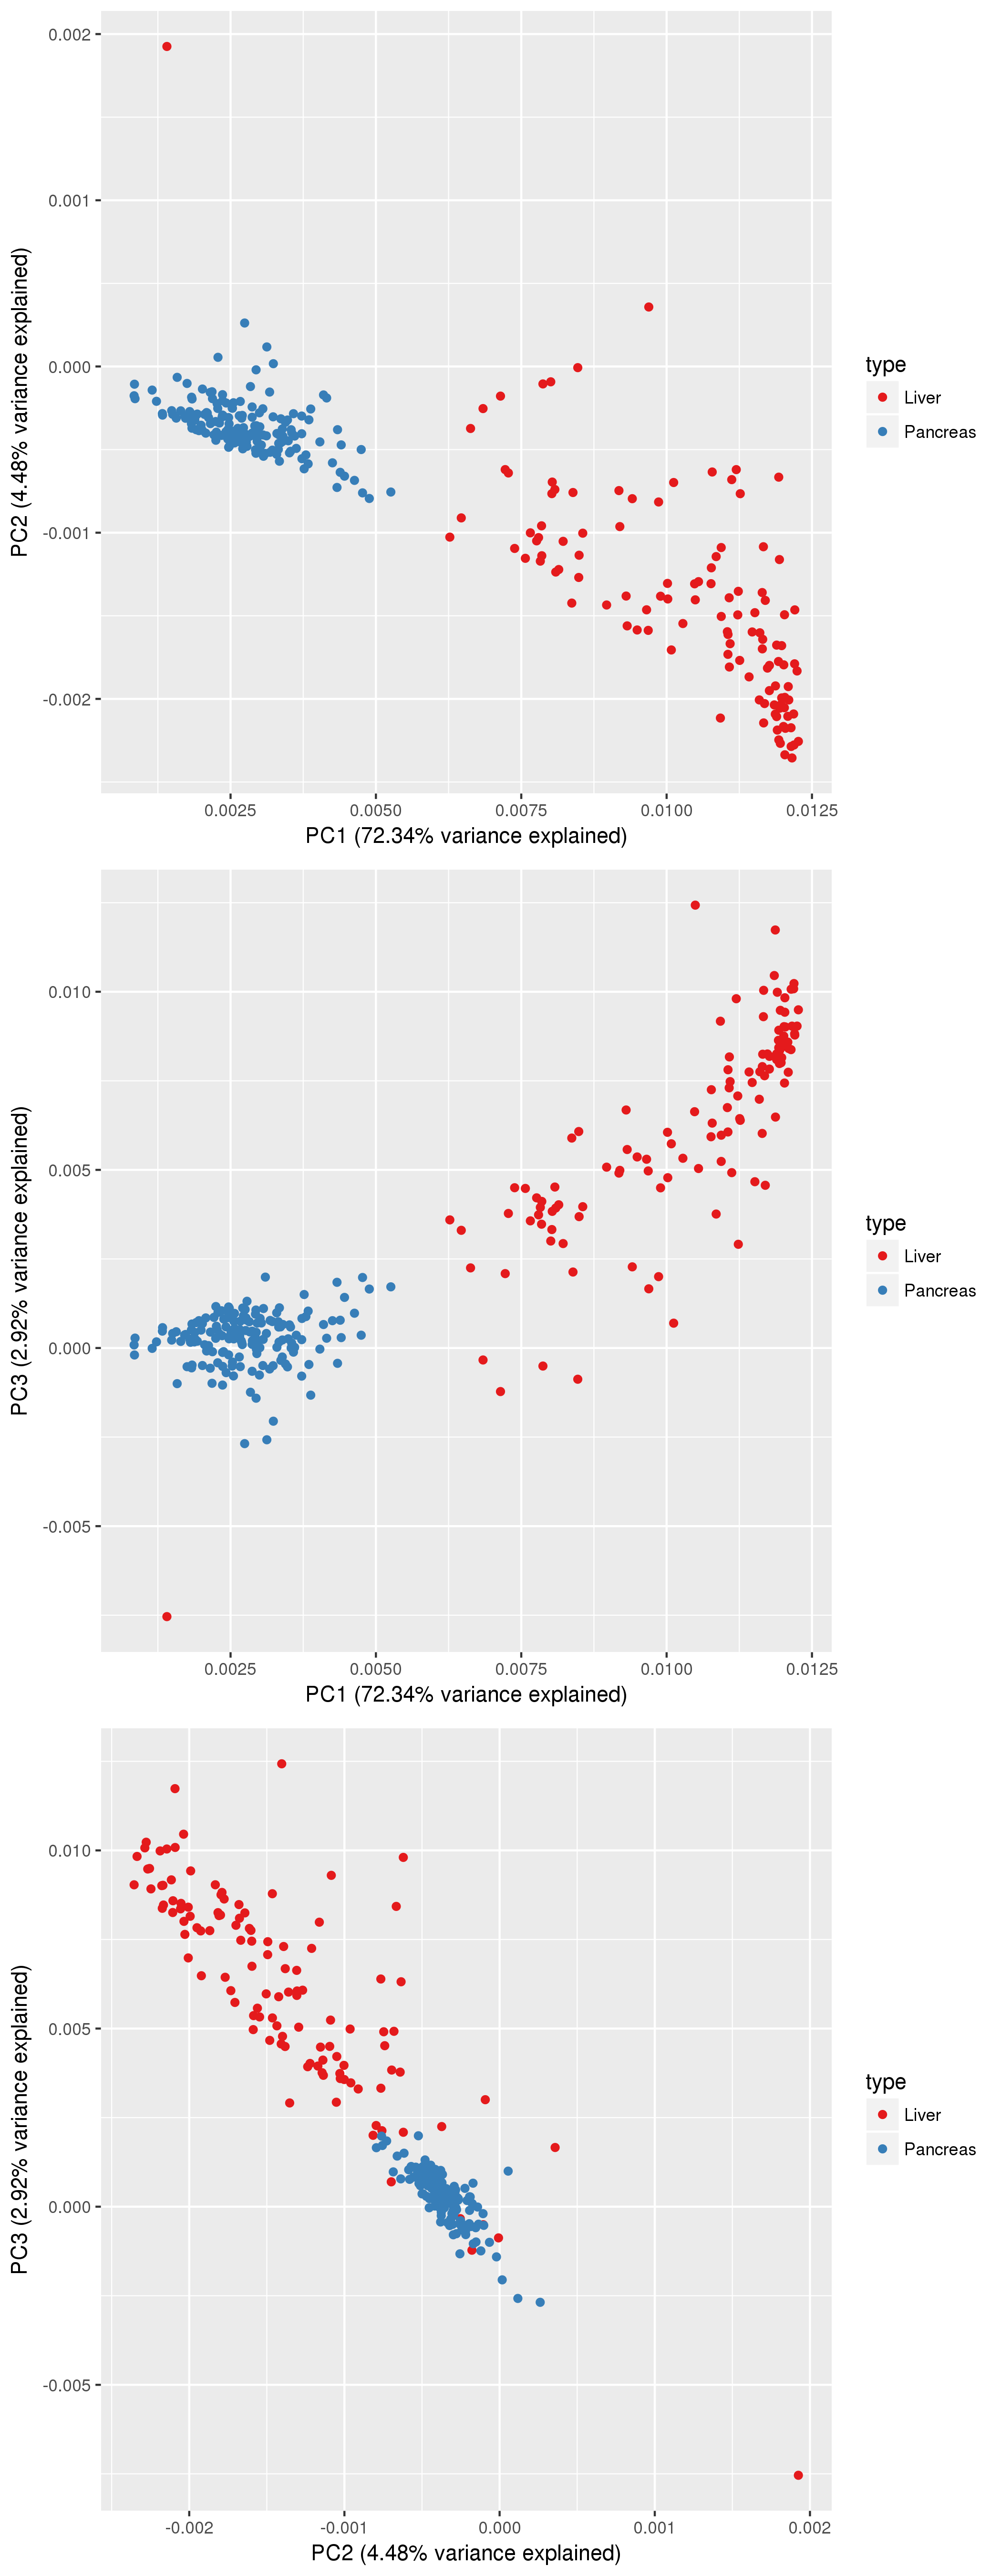 0.002
0.001
0.000
-0.001
-0.002
PC2 (4.48% variance explained)
0.0025 0.0050 0.0075 0.0100 0.0125
PC1 (72.34% variance explained)
type
Liver
Pancreas
0.010
0.005
0.000
-0.005
PC3 (2.92% variance explained)
0.0025 0.0050 0.0075 0.0100 0.0125
PC1 (72.34% variance explained)
type
Liver
Pancreas
0.010
0.005
0.000
-0.005
PC3 (2.92% variance explained)
-0.002 -0.001 0.000 0.001 0.002
PC2 (4.48% variance explained)
type
Liver
Pancreas